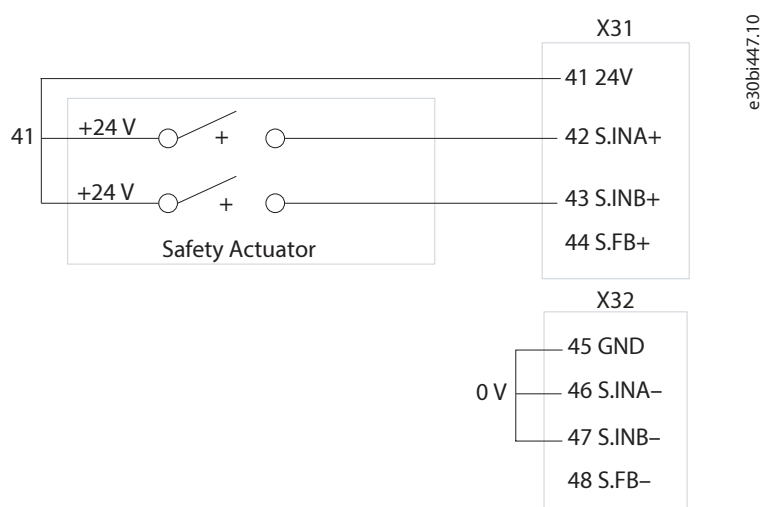 X31
e30bi447.10
41 24V
+24 V
41
+
42 S.INA+
+24 V
+
43 S.INB+
44 S.FB+
Safety Actuator
X32
45 GND
0 V
46 S.INA–
47 S.INB–
48 S.FB–